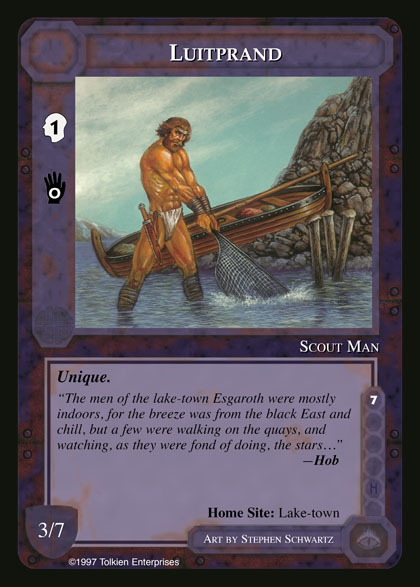 LUITPRAND
1
0
SCOUT MAN
Unique.
“The men of the lake-town Esgaroth were mostly
indoors, for the breeze was from the black East and
chill, but a few were walking on the quays, and
watching, as they were fond of doing, the stars…”
—Hob
7
H
Home Site: Lake-town
3/7
ART BY STEPHEN SCHWARTZ
©1997 Tolkien Enterprises